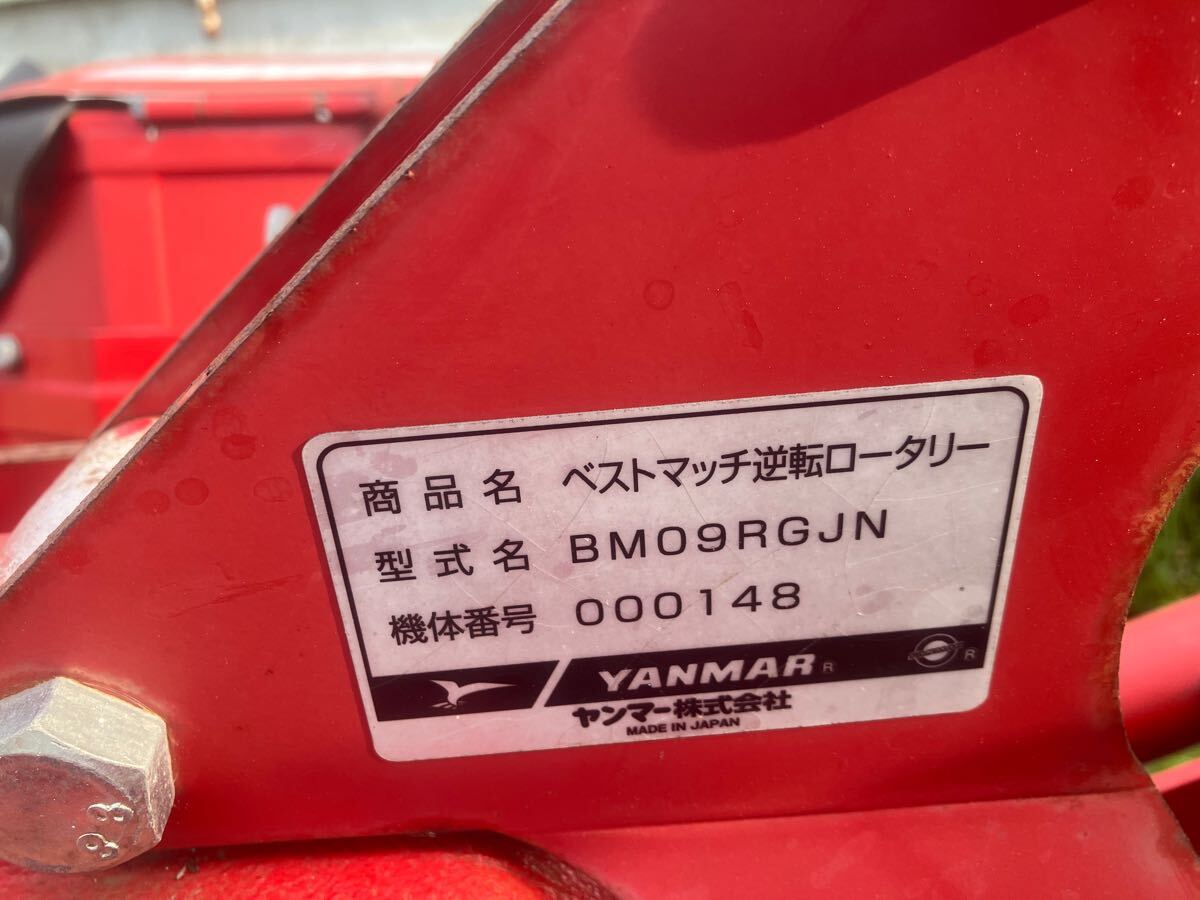 商品名 ベストマッチ逆転ロータリー
型式名 BM09RGJN
機体番号 000148
YANMAR R
R
ヤンマー株式会社
MADE IN JAPAN
8.8